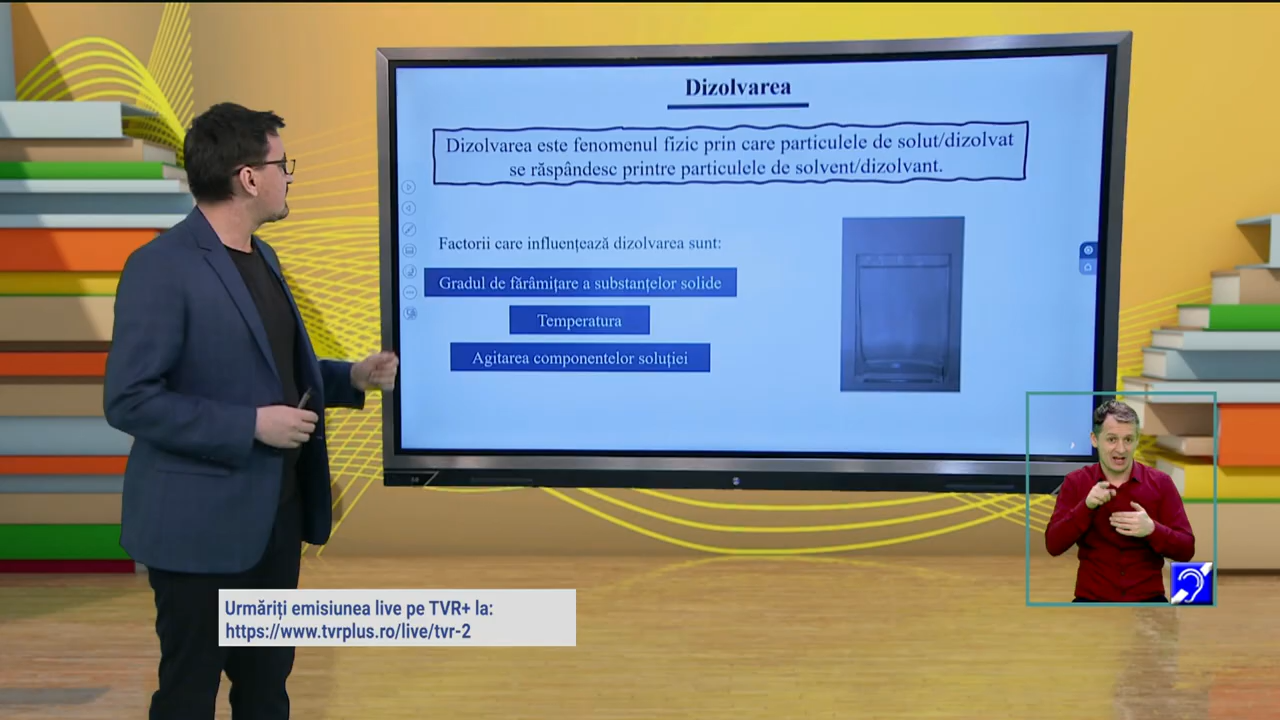 Dizolvarea
Dizolvarea este fenomenul fizic prin care particulele de solut/dizolvat
se răspândesc printre particulele de solvent/dizolvant.
Factorii care influențează dizolvarea sunt:
Gradul de fărâmițare a substanțelor solide
Temperatura
Agitarea componentelor soluției
Urmăriți emisiunea live pe TVR+ la:
https://www.tvrplus.ro/live/tvr-2